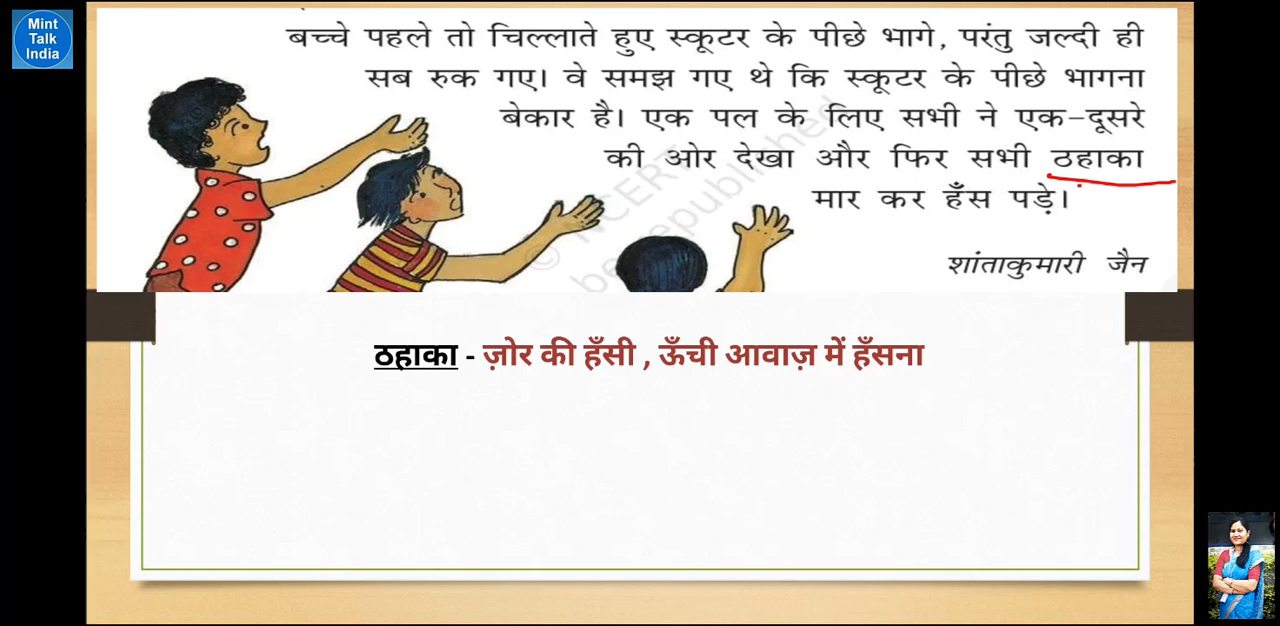 Mint
Talk
India
बच्चे पहले तो चिल्लाते हुए स्कूटर के पीछे भागे, परंतु जल्दी ही
सब रुक गए। वे समझ गए थे कि स्कूटर के पीछे भागना
बेकार है। एक पल के लिए सभी ने एक-दूसरे
की ओर देखा और फिर सभी ठहाका
मार कर हँस पड़े।
शांताकुमारी जैन
ठहाका - ज़ोर की हँसी , ऊँची आवाज़ में हँसना